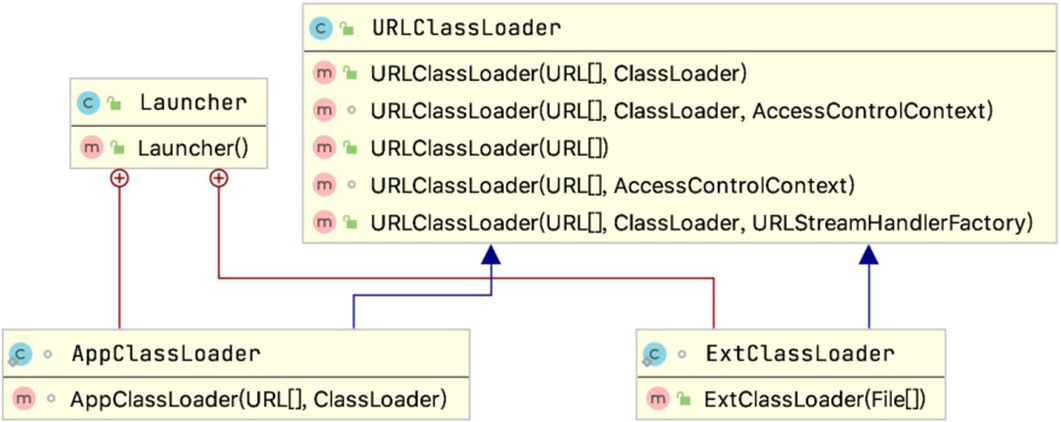 URLClassLoader
URLClassLoader(URL[], ClassLoader)
URLClassLoader(URL[], ClassLoader, AccessControlContext)
URLClassLoader(URL[])
URLClassLoader(URL[], AccessControlContext)
URLClassLoader(URL[], ClassLoader, URLStreamHandlerFactory)
Launcher
Launcher()
AppClassLoader
AppClassLoader(URL[], ClassLoader)
ExtClassLoader
ExtClassLoader(File[])